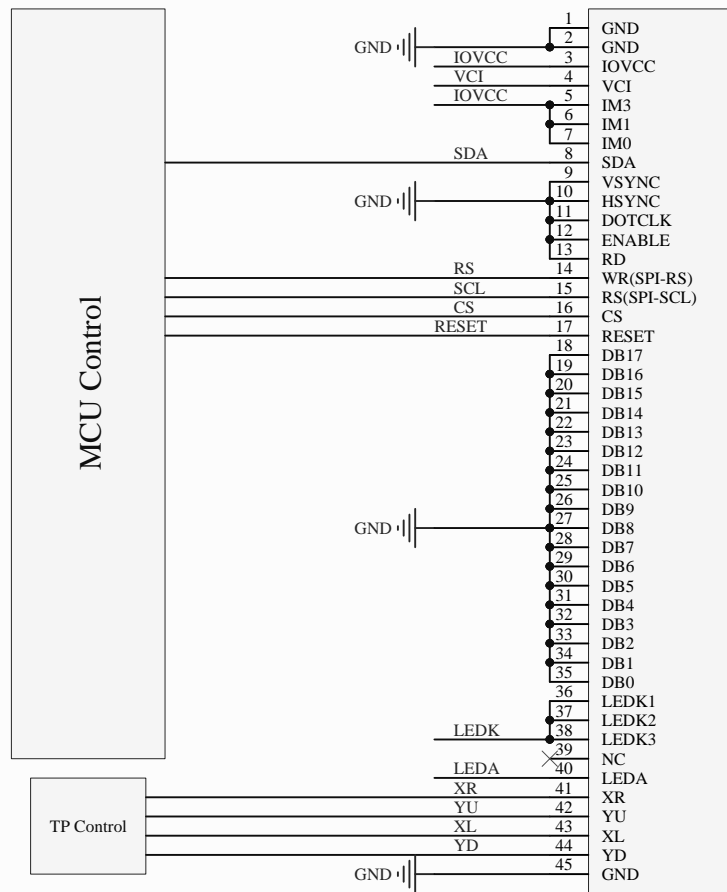 1
GND
GND
2
GND
IOVCC
3
IOVCC
VCI
4
VCI
IOVCC
5
IM3
6
IM1
7
IM0
SDA
8
SDA
9
VSYNC
GND
10
HSYNC
11
DOTCLK
12
ENABLE
13
RD
RS
14
WR(SPI-RS)
SCL
15
RS(SPI-SCL)
CS
16
CS
RESET
17
RESET
MCU Control
18
DB17
19
DB16
20
DB15
21
DB14
22
DB13
23
DB12
24
DB11
25
DB10
26
DB9
GND
27
DB8
28
DB7
29
DB6
30
DB5
31
DB4
32
DB3
33
DB2
34
DB1
35
DB0
36
LEDK1
37
LEDK2
LEDK
38
LEDK3
39
NC
LEDA
40
LEDA
XR
41
XR
TP Control
YU
42
YU
XL
43
XL
YD
44
YD
GND
45
GND